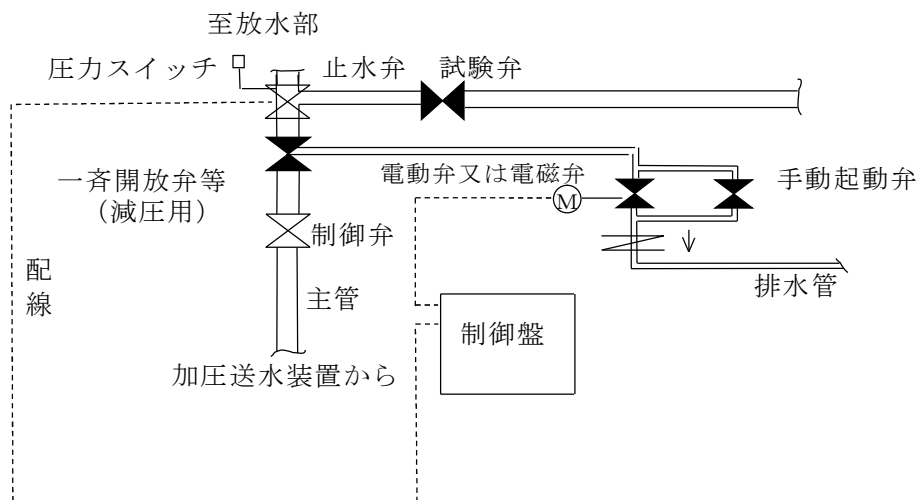 至放水部
圧力スイッチ
止水弁
試験弁
一斉開放弁等
（減圧用）
電動弁又は電磁弁
M
手動起動弁
制御弁
配線
主管
排水管
制御盤
加圧送水装置から